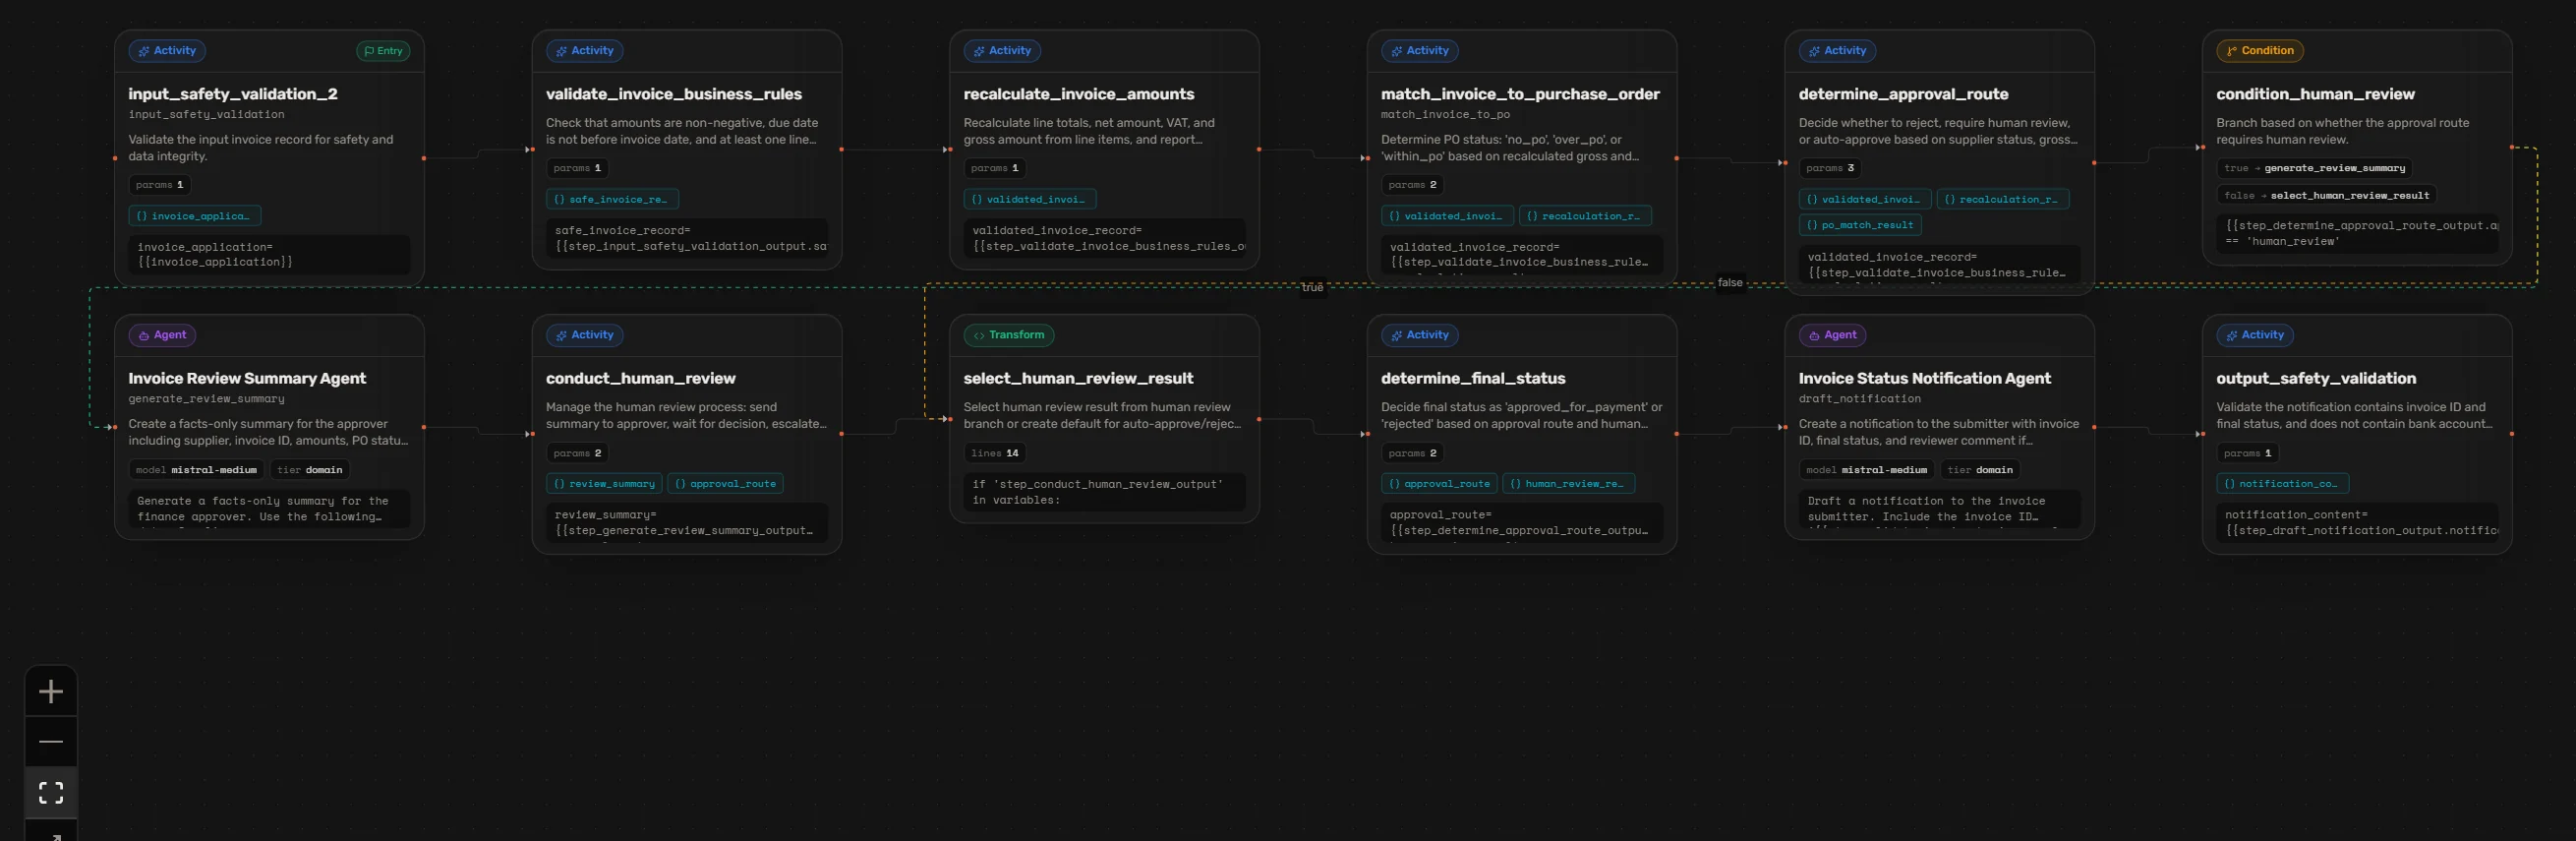 Activity
Entry
input_safety_validation_2
input_safety_validation
Validate the input invoice record for safety and
data integrity.
params 1
{} invoice_applica…
invoice_application=
{{invoice_application}}
Activity
validate_invoice_business_rules
Check that amounts are non-negative, due date
is not before invoice date, and at least one line…
params 1
{} safe_invoice_re…
safe_invoice_record=
{{step_input_safety_validation_output.sa
Activity
recalculate_invoice_amounts
Recalculate line totals, net amount, VAT, and
gross amount from line items, and report…
params 1
{} validated_invoi…
validated_invoice_record=
{{step_validate_invoice_business_rules_o
Activity
match_invoice_to_purchase_order
match_invoice_to_po
Determine PO status: 'no_po', 'over_po', or
'within_po' based on recalculated gross and…
params 2
{} validated_invoi…
{} recalculation_r…
validated_invoice_record=
{{step_validate_invoice_business_rule…
Activity
determine_approval_route
Decide whether to reject, require human review,
or auto-approve based on supplier status, gross…
params 3
{} validated_invoi…
{} recalculation_r…
{} po_match_result
validated_invoice_record=
{{step_validate_invoice_business_rule…
Condition
condition_human_review
Branch based on whether the approval route
requires human review.
true → generate_review_summary
false → select_human_review_result
{{step_determine_approval_route_output.a
== 'human_review'
true
false
Agent
Invoice Review Summary Agent
generate_review_summary
Create a facts-only summary for the approver
including supplier, invoice ID, amounts, PO statu…
model mistral-medium
tier domain
Generate a facts-only summary for the
finance approver. Use the following…
Activity
conduct_human_review
Manage the human review process: send
summary to approver, wait for decision, escalate…
params 2
{} review_summary
{} approval_route
review_summary=
{{step_generate_review_summary_output…
Transform
select_human_review_result
Select human review result from human review
branch or create default for auto-approve/rejec…
lines 14
if 'step_conduct_human_review_output'
in variables:
Activity
determine_final_status
Decide final status as 'approved_for_payment' or
'rejected' based on approval route and human…
params 2
{} approval_route
{} human_review_re…
approval_route=
{{step_determine_approval_route_outpu…
Agent
Invoice Status Notification Agent
draft_notification
Create a notification to the submitter with invoice
ID, final status, and reviewer comment if…
model mistral-medium
tier domain
Draft a notification to the invoice
submitter. Include the invoice ID…
Activity
output_safety_validation
Validate the notification contains invoice ID and
final status, and does not contain bank account…
params 1
{} notification_co…
notification_content=
{{step_draft_notification_output.notific